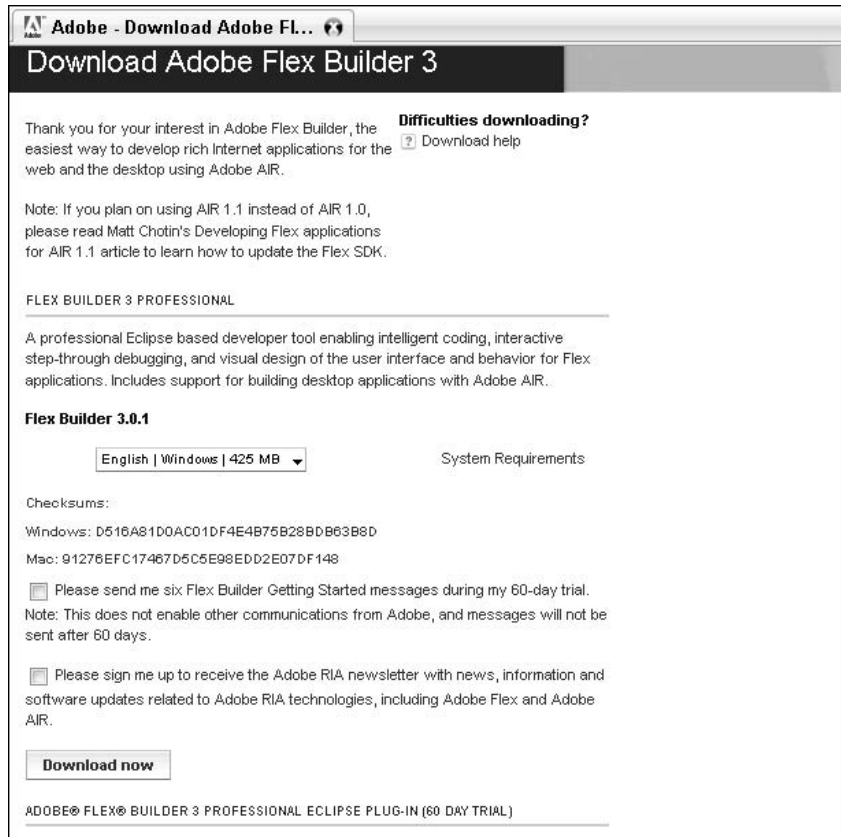 Adobe - Download Adobe Fl...
Download Adobe Flex Builder 3
Thank you for your interest in Adobe Flex Builder, the
easiest way to develop rich Internet applications for the
web and the desktop using Adobe AIR.
Difficulties downloading?
? Download help
Note: If you plan on using AIR 1.1 instead of AIR 1.0,
please read Matt Chotin's Developing Flex applications
for AIR 1.1 article to learn how to update the Flex SDK.
FLEX BUILDER 3 PROFESSIONAL
A professional Eclipse based developer tool enabling intelligent coding, interactive
step-through debugging, and visual design of the user interface and behavior for Flex
applications. Includes support for building desktop applications with Adobe AIR.
Flex Builder 3.0.1
English | Windows | 425 MB
System Requirements
Checksums:
Windows: D516A81D0AC01DF4E4B75B28BDB63B8D
Mac: 91276EFC17467D5C5E98EDD2E07DF148
Please send me six Flex Builder Getting Started messages during my 60-day trial.
Note: This does not enable other communications from Adobe, and messages will not be
sent after 60 days.
Please sign me up to receive the Adobe RIA newsletter with news, information and
software updates related to Adobe RIA technologies, including Adobe Flex and Adobe
AIR.
Download now
ADOBE® FLEX® BUILDER 3 PROFESSIONAL ECLIPSE PLUG-IN (60 DAY TRIAL)